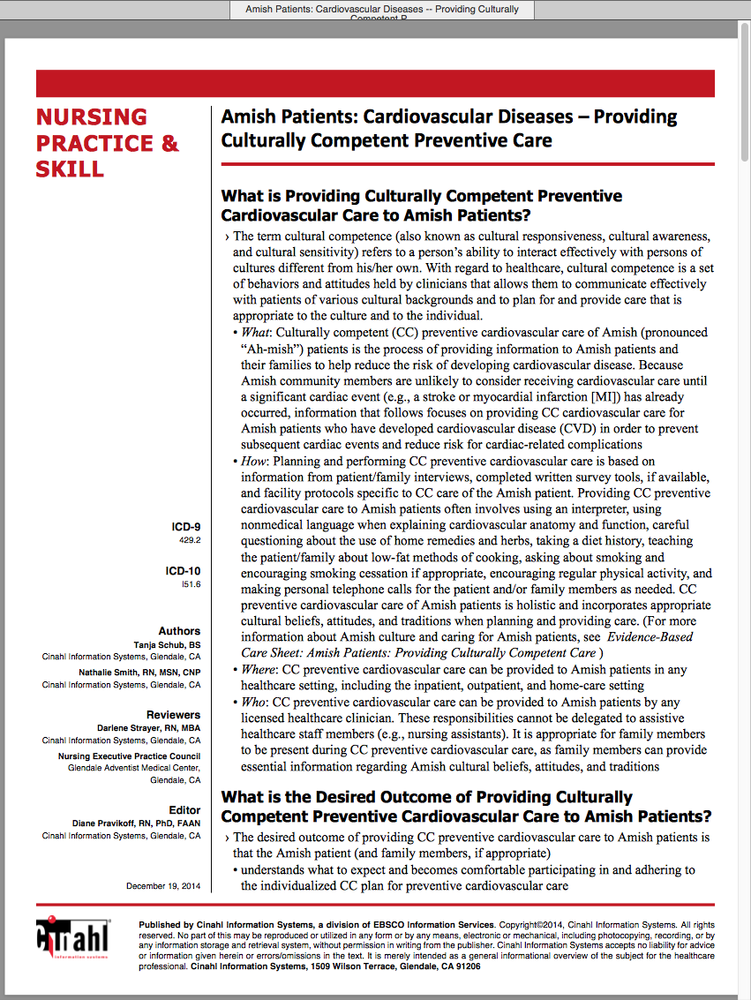 Amish Patients: Cardiovascular Diseases -- Providing Culturally
Competent P
NURSING
PRACTICE &
SKILL
Amish Patients: Cardiovascular Diseases – Providing
Culturally Competent Preventive Care
What is Providing Culturally Competent Preventive
Cardiovascular Care to Amish Patients?
› The term cultural competence (also known as cultural responsiveness, cultural awareness,
and cultural sensitivity) refers to a person’s ability to interact effectively with persons of
cultures different from his/her own. With regard to healthcare, cultural competence is a set
of behaviors and attitudes held by clinicians that allows them to communicate effectively
with patients of various cultural backgrounds and to plan for and provide care that is
appropriate to the culture and to the individual.
• What: Culturally competent (CC) preventive cardiovascular care of Amish (pronounced
“Ah-mish”) patients is the process of providing information to Amish patients and
their families to help reduce the risk of developing cardiovascular disease. Because
Amish community members are unlikely to consider receiving cardiovascular care until
a significant cardiac event (e.g., a stroke or myocardial infarction [MI]) has already
occurred, information that follows focuses on providing CC cardiovascular care for
Amish patients who have developed cardiovascular disease (CVD) in order to prevent
subsequent cardiac events and reduce risk for cardiac-related complications
• How: Planning and performing CC preventive cardiovascular care is based on
information from patient/family interviews, completed written survey tools, if available,
and facility protocols specific to CC care of the Amish patient. Providing CC preventive
cardiovascular care to Amish patients often involves using an interpreter, using
nonmedical language when explaining cardiovascular anatomy and function, careful
questioning about the use of home remedies and herbs, taking a diet history, teaching
the patient/family about low-fat methods of cooking, asking about smoking and
encouraging smoking cessation if appropriate, encouraging regular physical activity, and
making personal telephone calls for the patient and/or family members as needed. CC
preventive cardiovascular care of Amish patients is holistic and incorporates appropriate
cultural beliefs, attitudes, and traditions when planning and providing care. (For more
information about Amish culture and caring for Amish patients, see Evidence-Based
Care Sheet: Amish Patients: Providing Culturally Competent Care )
• Where: CC preventive cardiovascular care can be provided to Amish patients in any
healthcare setting, including the inpatient, outpatient, and home-care setting
• Who: CC preventive cardiovascular care can be provided to Amish patients by any
licensed healthcare clinician. These responsibilities cannot be delegated to assistive
healthcare staff members (e.g., nursing assistants). It is appropriate for family members
to be present during CC preventive cardiovascular care, as family members can provide
essential information regarding Amish cultural beliefs, attitudes, and traditions
What is the Desired Outcome of Providing Culturally
Competent Preventive Cardiovascular Care to Amish Patients?
› The desired outcome of providing CC preventive cardiovascular care to Amish patients is
that the Amish patient (and family members, if appropriate)
• understands what to expect and becomes comfortable participating in and adhering to
the individualized CC plan for preventive cardiovascular care
ICD-9
429.2
ICD-10
I51.6
Authors
Tanja Schub, BS
Cinahl Information Systems, Glendale, CA
Nathalie Smith, RN, MSN, CNP
Cinahl Information Systems, Glendale, CA
Reviewers
Darlene Strayer, RN, MBA
Cinahl Information Systems, Glendale, CA
Nursing Executive Practice Council
Glendale Adventist Medical Center,
Glendale, CA
Editor
Diane Pravikoff, RN, PhD, FAAN
Cinahl Information Systems, Glendale, CA
December 19, 2014
Cinahl
information systems
Published by Cinahl Information Systems, a division of EBSCO Information Services. Copyright©2014, Cinahl Information Systems. All rights
reserved. No part of this may be reproduced or utilized in any form or by any means, electronic or mechanical, including photocopying, recording, or by
any information storage and retrieval system, without permission in writing from the publisher. Cinahl Information Systems accepts no liability for advice
or information given herein or errors/omissions in the text. It is merely intended as a general informational overview of the subject for the healthcare
professional. Cinahl Information Systems, 1509 Wilson Terrace, Glendale, CA 91206